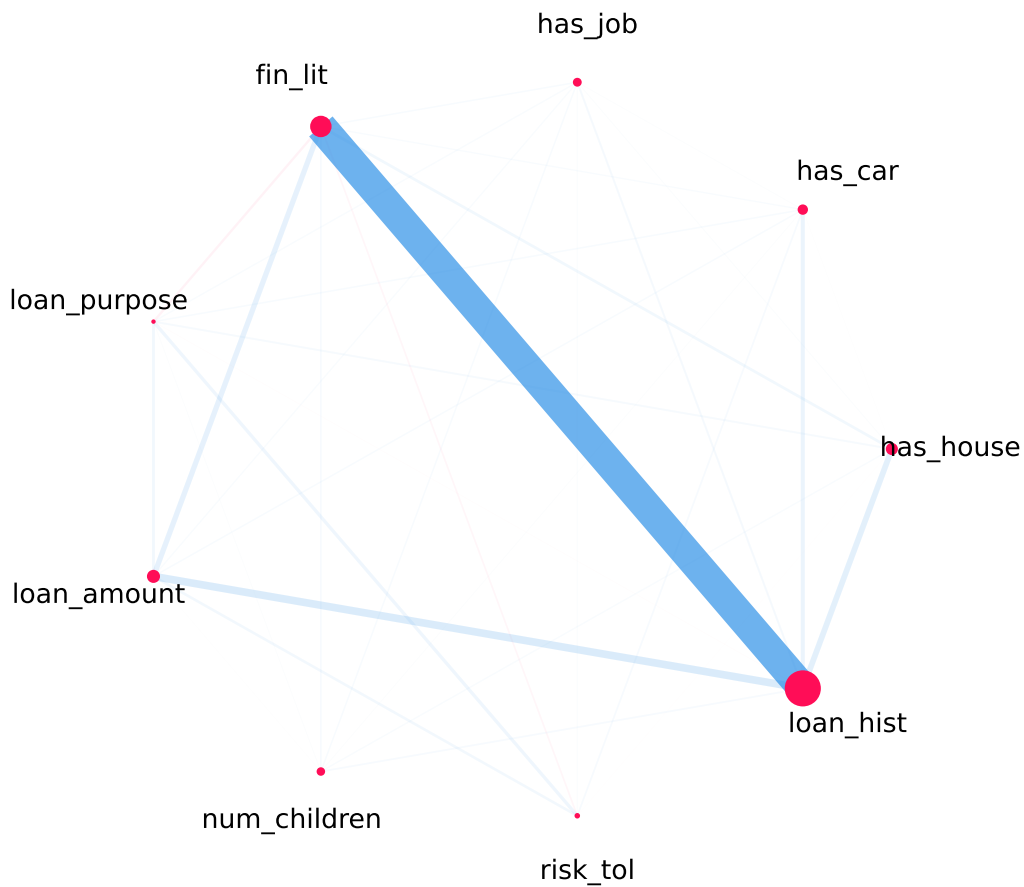 has_job
fin_lit
has_car
loan_purpose
has_house
loan_amount
loan_hist
num_children
risk_tol